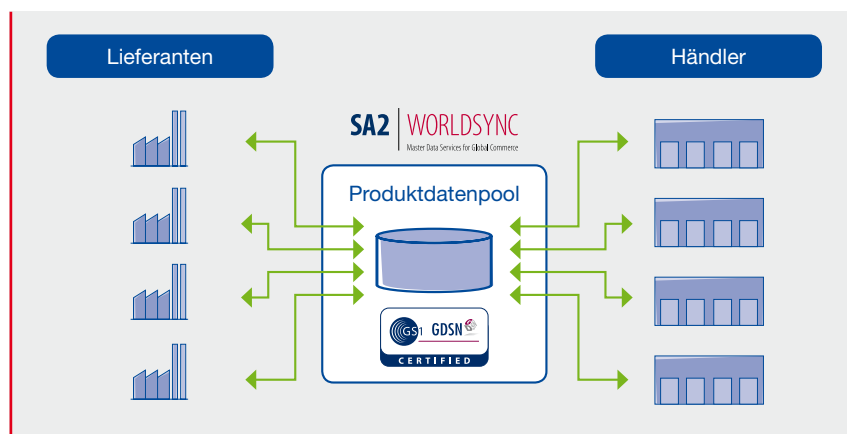 Lieferanten
Händler
SA2 WORLDSYNC
Master Data Services for Global Commerce
Produktdatenpool
GS1 GDSN
CERTIFIED